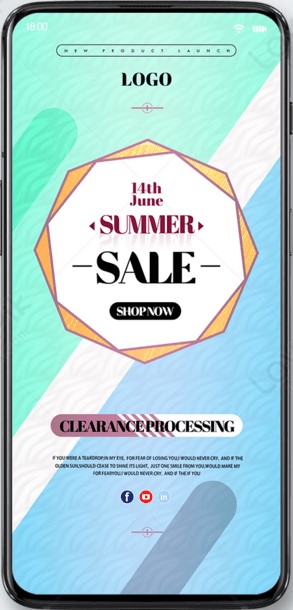 18:00
NEW PRODUCT LAUNCH
LOGO
14th
June
SUMMER
SALE
SHOP NOW
CLEARANCE PROCESSING
IF YOU WERE A TEARDROP;IN MY EYE, FOR FEAR OF LOSING YOU,I WOULD NEVER CRY. AND IF THE
OLDEN SUN,SHOULD CEASE TO SHINE ITS LIGHT, JUST ONE SMILE FROM YOU,WOULD MAKE MY
FOR FEARYOU,I WOULD NEVER CRY. AND IF THE IF YOU
f
in